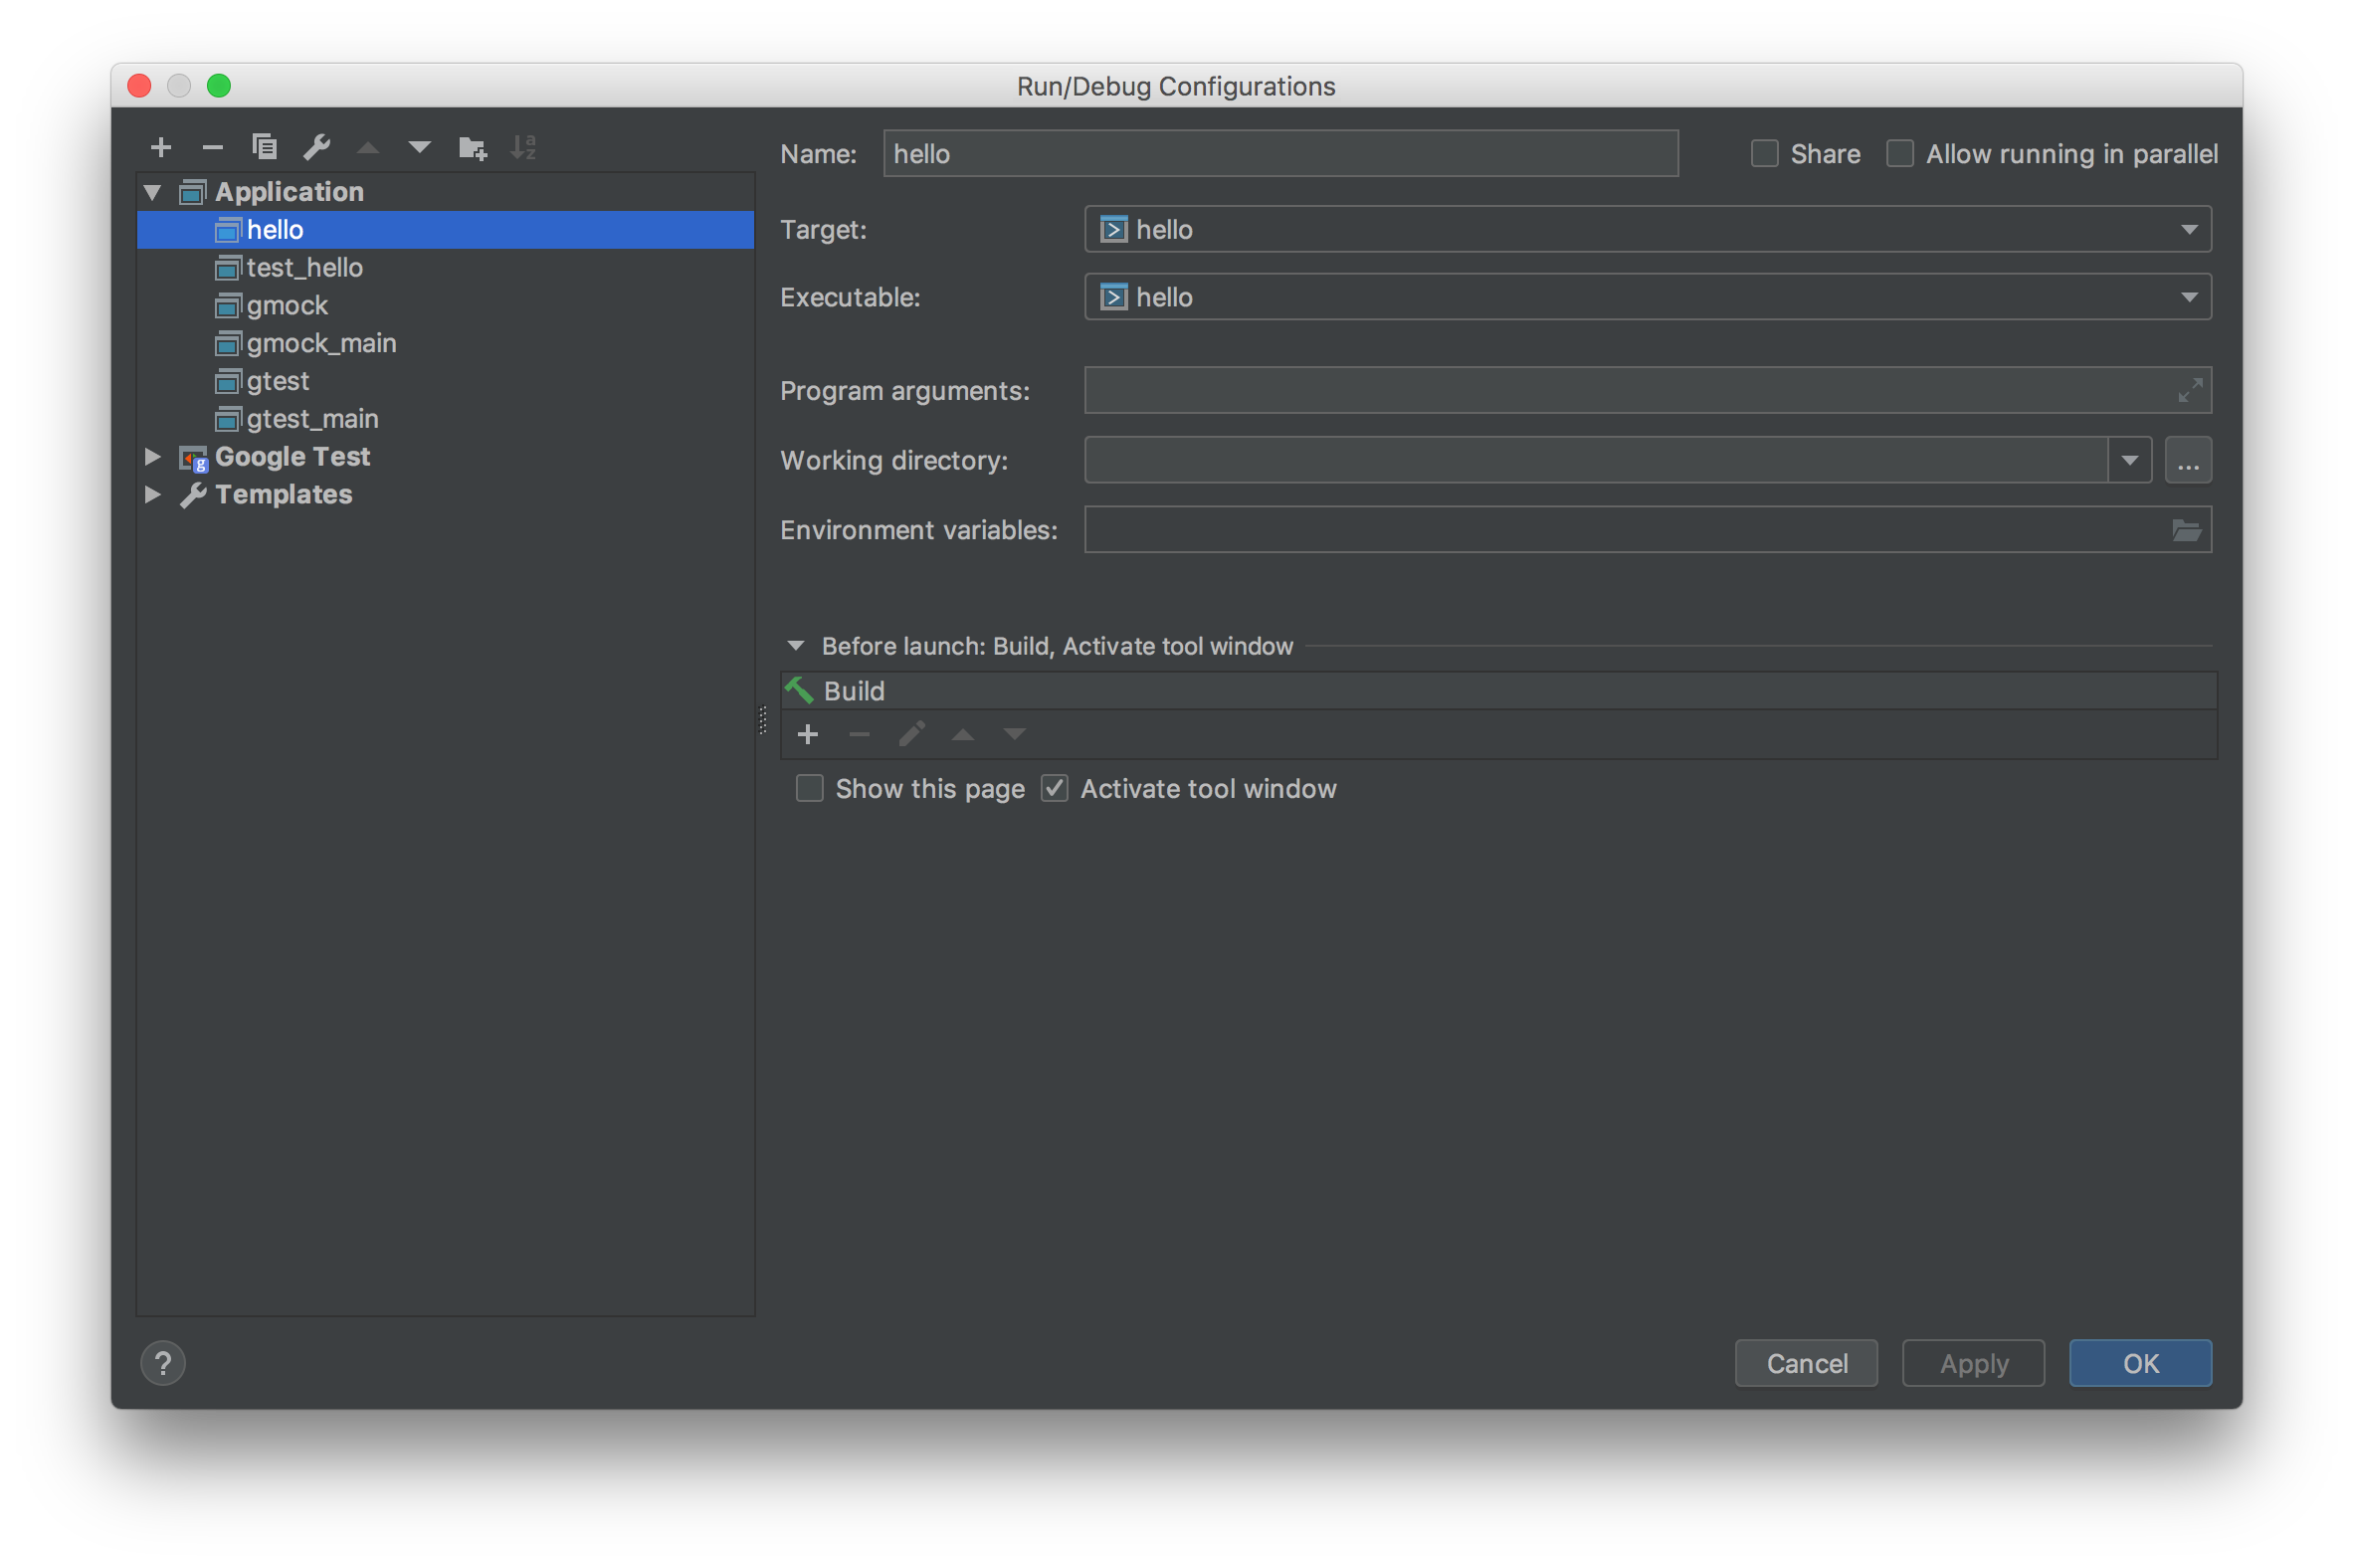 Run/Debug Configurations
Name: hello
Share
Allow running in parallel
Application
hello
test_hello
gmock
gmock_main
gtest
gtest_main
Google Test
Templates
Target: hello
Executable: hello
Program arguments:
Working directory: ...
Environment variables:
Before launch: Build, Activate tool window
Build
Show this page
Activate tool window
?
Cancel
Apply
OK